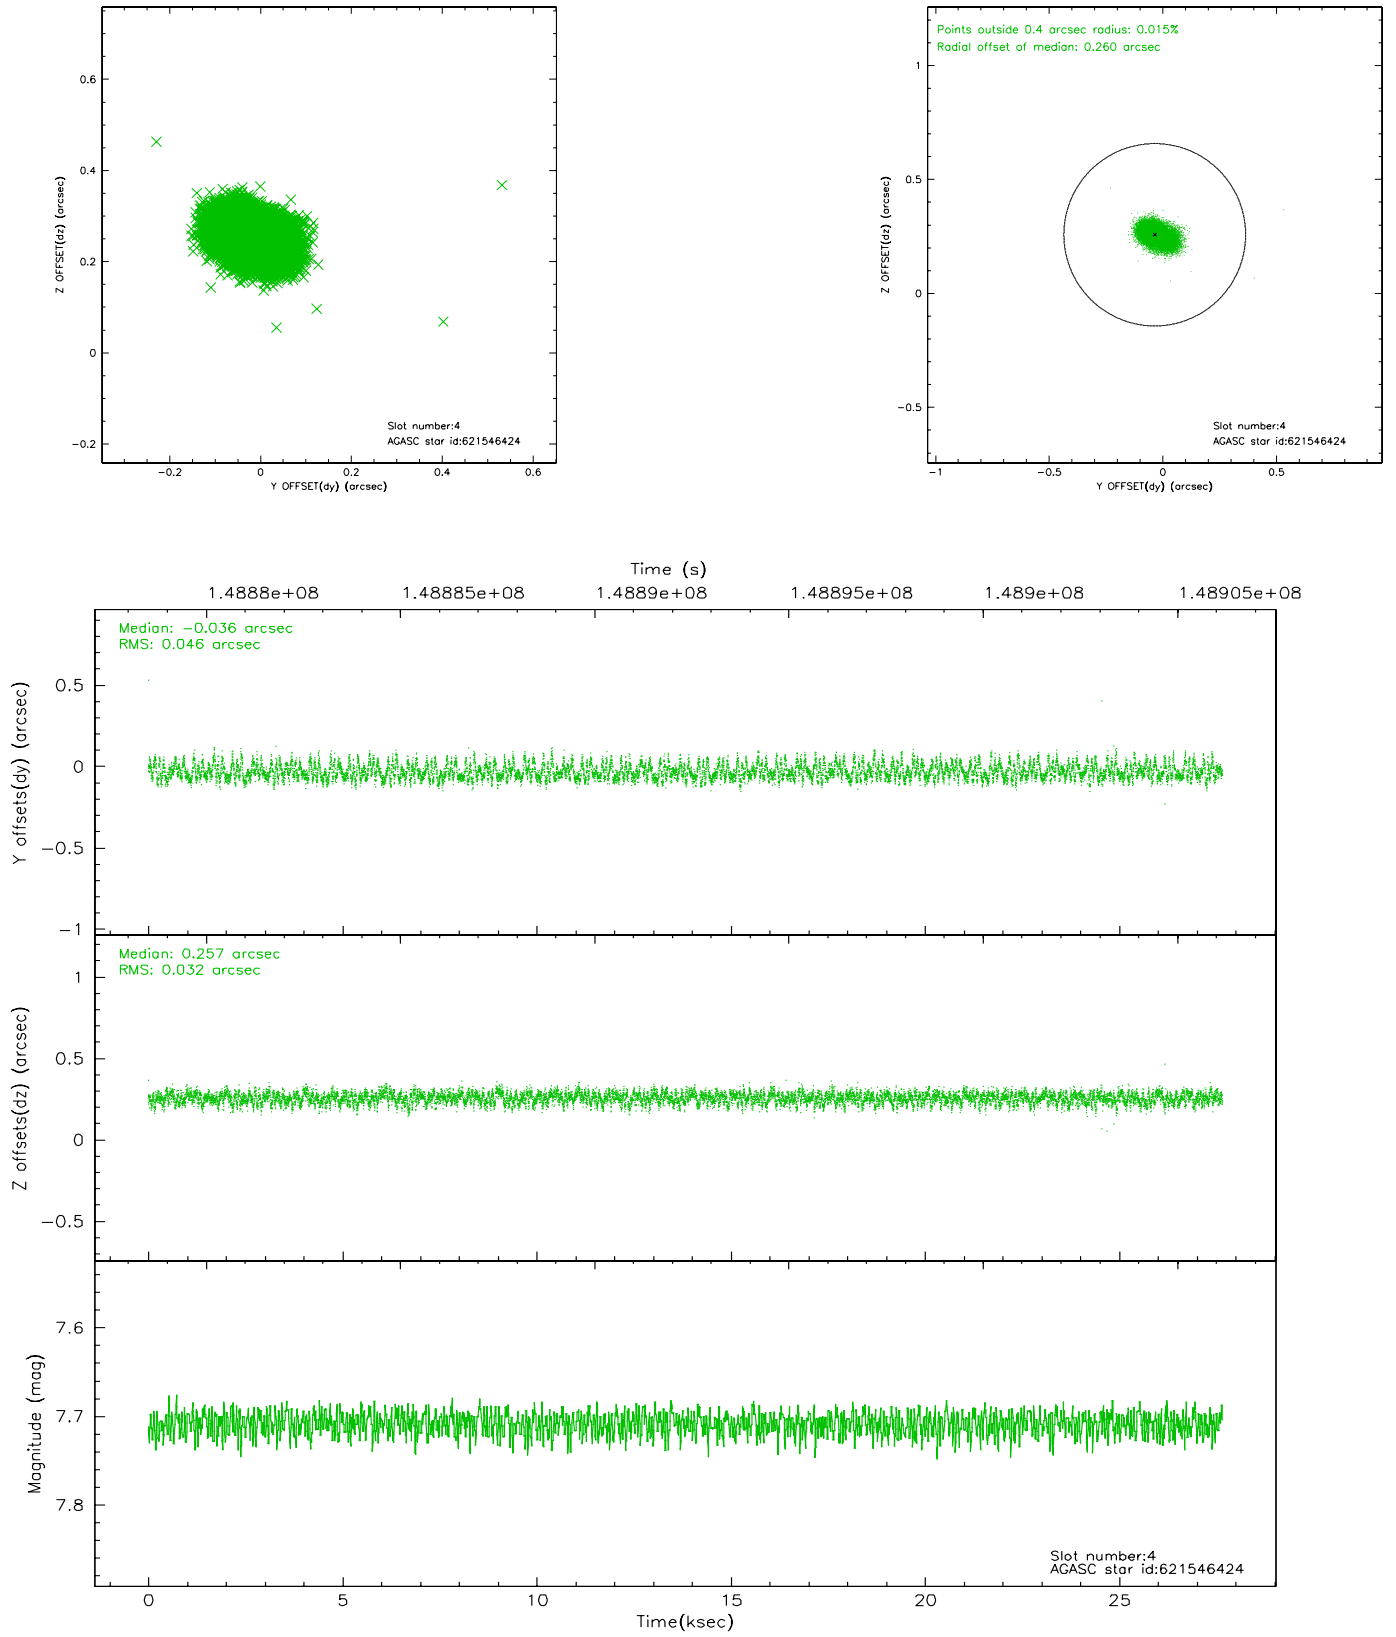 0.6
0.4
0.2
0
−0.2
Z OFFSET(dz) (arcsec)
Slot number:4
AGASC star id:621546424
−0.2 0 0.2 0.4 0.6
Y OFFSET(dy) (arcsec)
Points outside 0.4 arcsec radius: 0.015%
Radial offset of median: 0.260 arcsec
1
0.5
0
−0.5
Z OFFSET(dz) (arcsec)
Slot number:4
AGASC star id:621546424
−1 −0.5 0 0.5
Y OFFSET(dy) (arcsec)
Time (s)
1.4888e+08 1.48885e+08 1.4889e+08 1.48895e+08 1.489e+08 1.48905e+08
Median: −0.036 arcsec
RMS: 0.046 arcsec
0.5
0
−0.5
−1
Y offsets(dy) (arcsec)
Median: 0.257 arcsec
RMS: 0.032 arcsec
1
0.5
0
−0.5
Z offsets(dz) (arcsec)
7.6
7.7
7.8
Magnitude (mag)
Slot number:4
AGASC star id:621546424
0 5 10 15 20 25
Time(ksec)